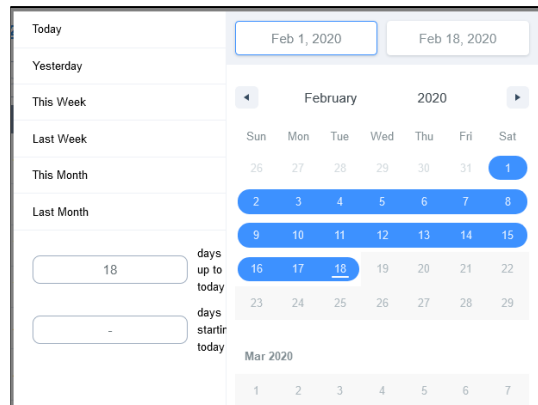 Today
Yesterday
This Week
Last Week
This Month
Last Month
18
days
up to
today
-
days
startin
today
Feb 1, 2020
Feb 18, 2020
February 2020
Sun Mon Tue Wed Thu Fri Sat
26 27 28 29 30 31 1
2 3 4 5 6 7 8
9 10 11 12 13 14 15
16 17 18 19 20 21 22
23 24 25 26 27 28 29
Mar 2020
1 2 3 4 5 6 7